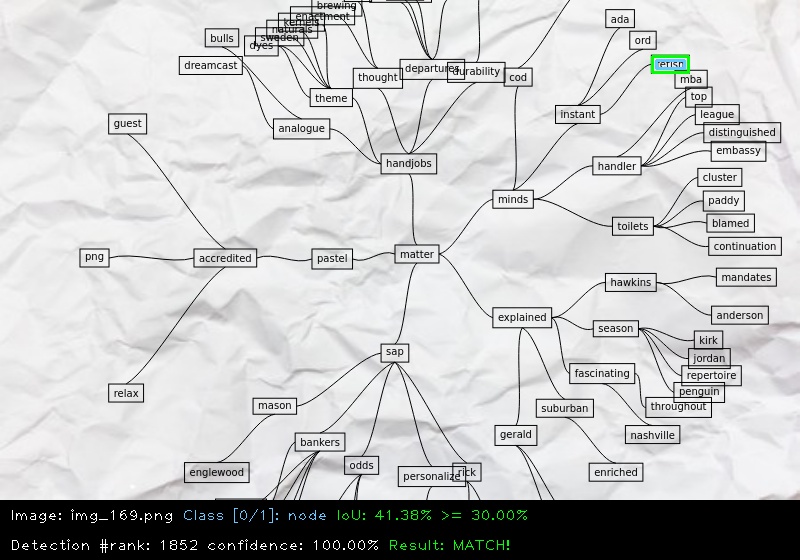 brewing
enactment
kernels
naturals
sweden
dyes
bulls
dreamcast
theme
thought
departures
durability
cod
analogue
handjobs
guest
png
accredited
pastel
matter
relax
ada
ord
mba
top
league
distinguished
embassy
instant
handler
minds
cluster
paddy
toilets
blamed
continuation
hawkins
mandates
explained
anderson
season
kirk
jordan
repertoire
penguin
throughout
fascinating
suburban
nashville
gerald
enriched
sap
mason
bankers
englewood
odds
personalize
rick
Image: img_169.png Class [0/1]: node IoU: 41.38% >= 30.00%
Detection #rank: 1852 confidence: 100.00% Result: MATCH!